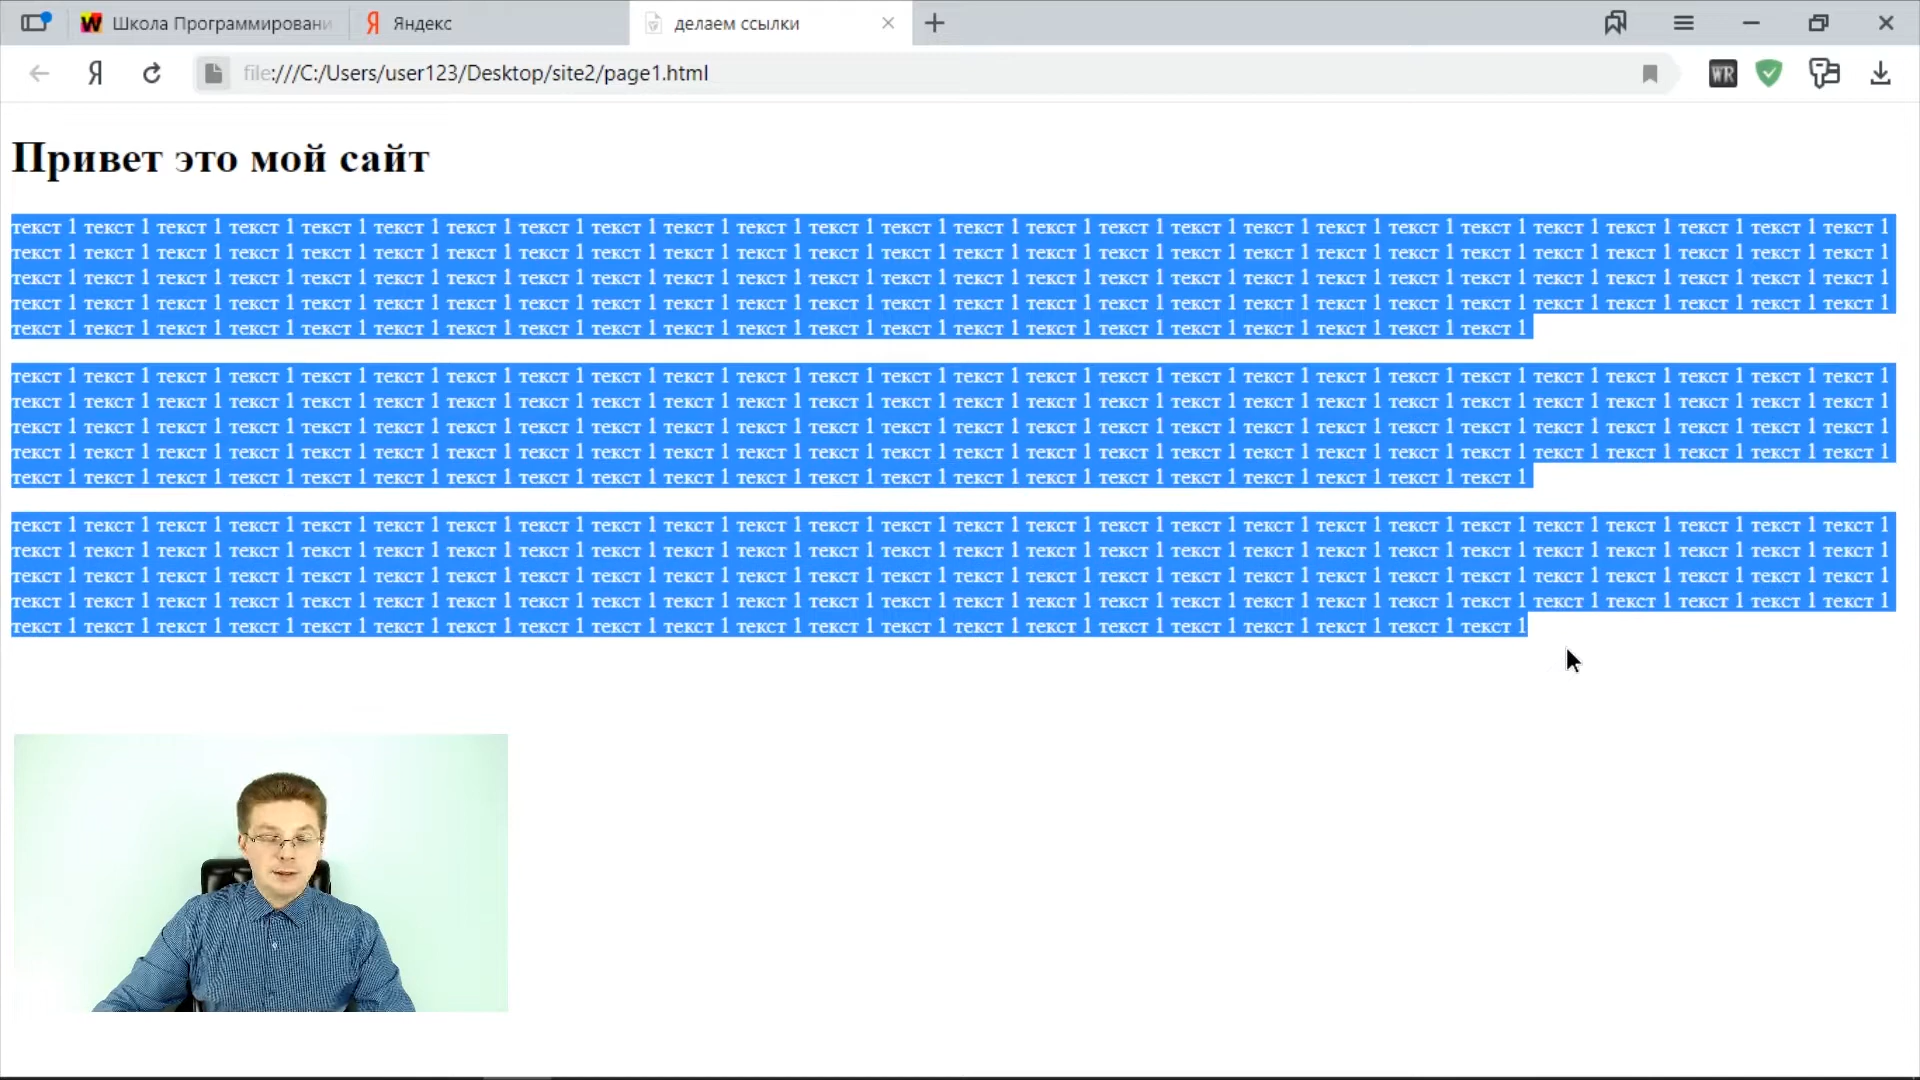 Школа Программировани
Яндекс
делаем ссылки
file:///C:/Users/user123/Desktop/site2/page1.html
Привет это мой сайт
текст 1 текст 1 текст 1 текст 1 текст 1 текст 1 текст 1 текст 1 текст 1 текст 1 текст 1 текст 1 текст 1 текст 1 текст 1 текст 1 текст 1 текст 1 текст 1 текст 1 текст 1 текст 1 текст 1 текст 1 текст 1 текст 1
текст 1 текст 1 текст 1 текст 1 текст 1 текст 1 текст 1 текст 1 текст 1 текст 1 текст 1 текст 1 текст 1 текст 1 текст 1 текст 1 текст 1 текст 1 текст 1 текст 1 текст 1 текст 1 текст 1 текст 1 текст 1 текст 1
текст 1 текст 1 текст 1 текст 1 текст 1 текст 1 текст 1 текст 1 текст 1 текст 1 текст 1 текст 1 текст 1 текст 1 текст 1 текст 1 текст 1 текст 1 текст 1 текст 1 текст 1 текст 1 текст 1 текст 1 текст 1 текст 1
текст 1 текст 1 текст 1 текст 1 текст 1 текст 1 текст 1 текст 1 текст 1 текст 1 текст 1 текст 1 текст 1 текст 1 текст 1 текст 1 текст 1 текст 1 текст 1 текст 1 текст 1 текст 1 текст 1 текст 1 текст 1 текст 1
текст 1 текст 1 текст 1 текст 1 текст 1 текст 1 текст 1 текст 1 текст 1 текст 1 текст 1 текст 1 текст 1 текст 1 текст 1 текст 1 текст 1 текст 1 текст 1 текст 1 текст 1
текст 1 текст 1 текст 1 текст 1 текст 1 текст 1 текст 1 текст 1 текст 1 текст 1 текст 1 текст 1 текст 1 текст 1 текст 1 текст 1 текст 1 текст 1 текст 1 текст 1 текст 1 текст 1 текст 1 текст 1 текст 1 текст 1
текст 1 текст 1 текст 1 текст 1 текст 1 текст 1 текст 1 текст 1 текст 1 текст 1 текст 1 текст 1 текст 1 текст 1 текст 1 текст 1 текст 1 текст 1 текст 1 текст 1 текст 1 текст 1 текст 1 текст 1 текст 1 текст 1
текст 1 текст 1 текст 1 текст 1 текст 1 текст 1 текст 1 текст 1 текст 1 текст 1 текст 1 текст 1 текст 1 текст 1 текст 1 текст 1 текст 1 текст 1 текст 1 текст 1 текст 1 текст 1 текст 1 текст 1 текст 1 текст 1
текст 1 текст 1 текст 1 текст 1 текст 1 текст 1 текст 1 текст 1 текст 1 текст 1 текст 1 текст 1 текст 1 текст 1 текст 1 текст 1 текст 1 текст 1 текст 1 текст 1 текст 1 текст 1 текст 1 текст 1 текст 1 текст 1
текст 1 текст 1 текст 1 текст 1 текст 1 текст 1 текст 1 текст 1 текст 1 текст 1 текст 1 текст 1 текст 1 текст 1 текст 1 текст 1 текст 1 текст 1 текст 1 текст 1 текст 1
текст 1 текст 1 текст 1 текст 1 текст 1 текст 1 текст 1 текст 1 текст 1 текст 1 текст 1 текст 1 текст 1 текст 1 текст 1 текст 1 текст 1 текст 1 текст 1 текст 1 текст 1 текст 1 текст 1 текст 1 текст 1 текст 1
текст 1 текст 1 текст 1 текст 1 текст 1 текст 1 текст 1 текст 1 текст 1 текст 1 текст 1 текст 1 текст 1 текст 1 текст 1 текст 1 текст 1 текст 1 текст 1 текст 1 текст 1 текст 1 текст 1 текст 1 текст 1 текст 1
текст 1 текст 1 текст 1 текст 1 текст 1 текст 1 текст 1 текст 1 текст 1 текст 1 текст 1 текст 1 текст 1 текст 1 текст 1 текст 1 текст 1 текст 1 текст 1 текст 1 текст 1 текст 1 текст 1 текст 1 текст 1 текст 1
текст 1 текст 1 текст 1 текст 1 текст 1 текст 1 текст 1 текст 1 текст 1 текст 1 текст 1 текст 1 текст 1 текст 1 текст 1 текст 1 текст 1 текст 1 текст 1 текст 1 текст 1 текст 1 текст 1 текст 1 текст 1 текст 1
текст 1 текст 1 текст 1 текст 1 текст 1 текст 1 текст 1 текст 1 текст 1 текст 1 текст 1 текст 1 текст 1 текст 1 текст 1 текст 1 текст 1 текст 1 текст 1 текст 1 текст 1